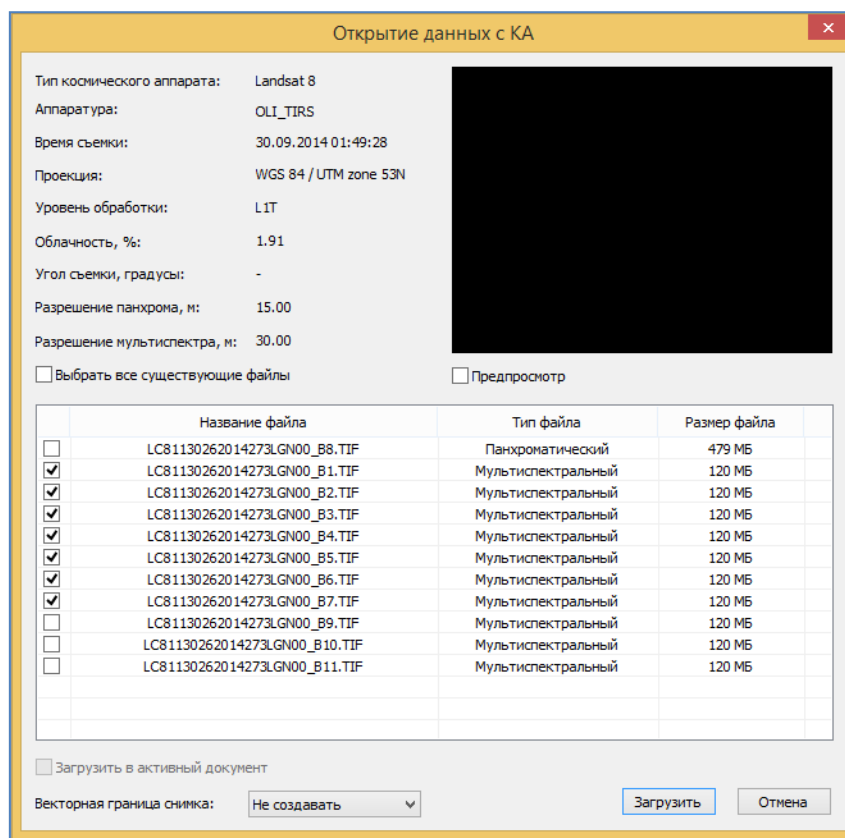 Открытие данных с КА
Тип космического аппарата: Landsat 8
Аппаратура: OLI_TIRS
Время съемки: 30.09.2014 01:49:28
Проекция: WGS 84 / UTM zone 53N
Уровень обработки: L1T
Облачность, %: 1.91
Угол съемки, градусы: -
Разрешение панхрома, м: 15.00
Разрешение мультиспектра, м: 30.00
Выбрать все существующие файлы Предпросмотр
Название файла Тип файла Размер файла
LC81130262014273LGN00_B8.TIF Панхроматический 479 МБ
LC81130262014273LGN00_B1.TIF Мультиспектральный 120 МБ
LC81130262014273LGN00_B2.TIF Мультиспектральный 120 МБ
LC81130262014273LGN00_B3.TIF Мультиспектральный 120 МБ
LC81130262014273LGN00_B4.TIF Мультиспектральный 120 МБ
LC81130262014273LGN00_B5.TIF Мультиспектральный 120 МБ
LC81130262014273LGN00_B6.TIF Мультиспектральный 120 МБ
LC81130262014273LGN00_B7.TIF Мультиспектральный 120 МБ
LC81130262014273LGN00_B9.TIF Мультиспектральный 120 МБ
LC81130262014273LGN00_B10.TIF Мультиспектральный 120 МБ
LC81130262014273LGN00_B11.TIF Мультиспектральный 120 МБ
Загрузить в активный документ
Векторная граница снимка: Не создавать Загрузить Отмена